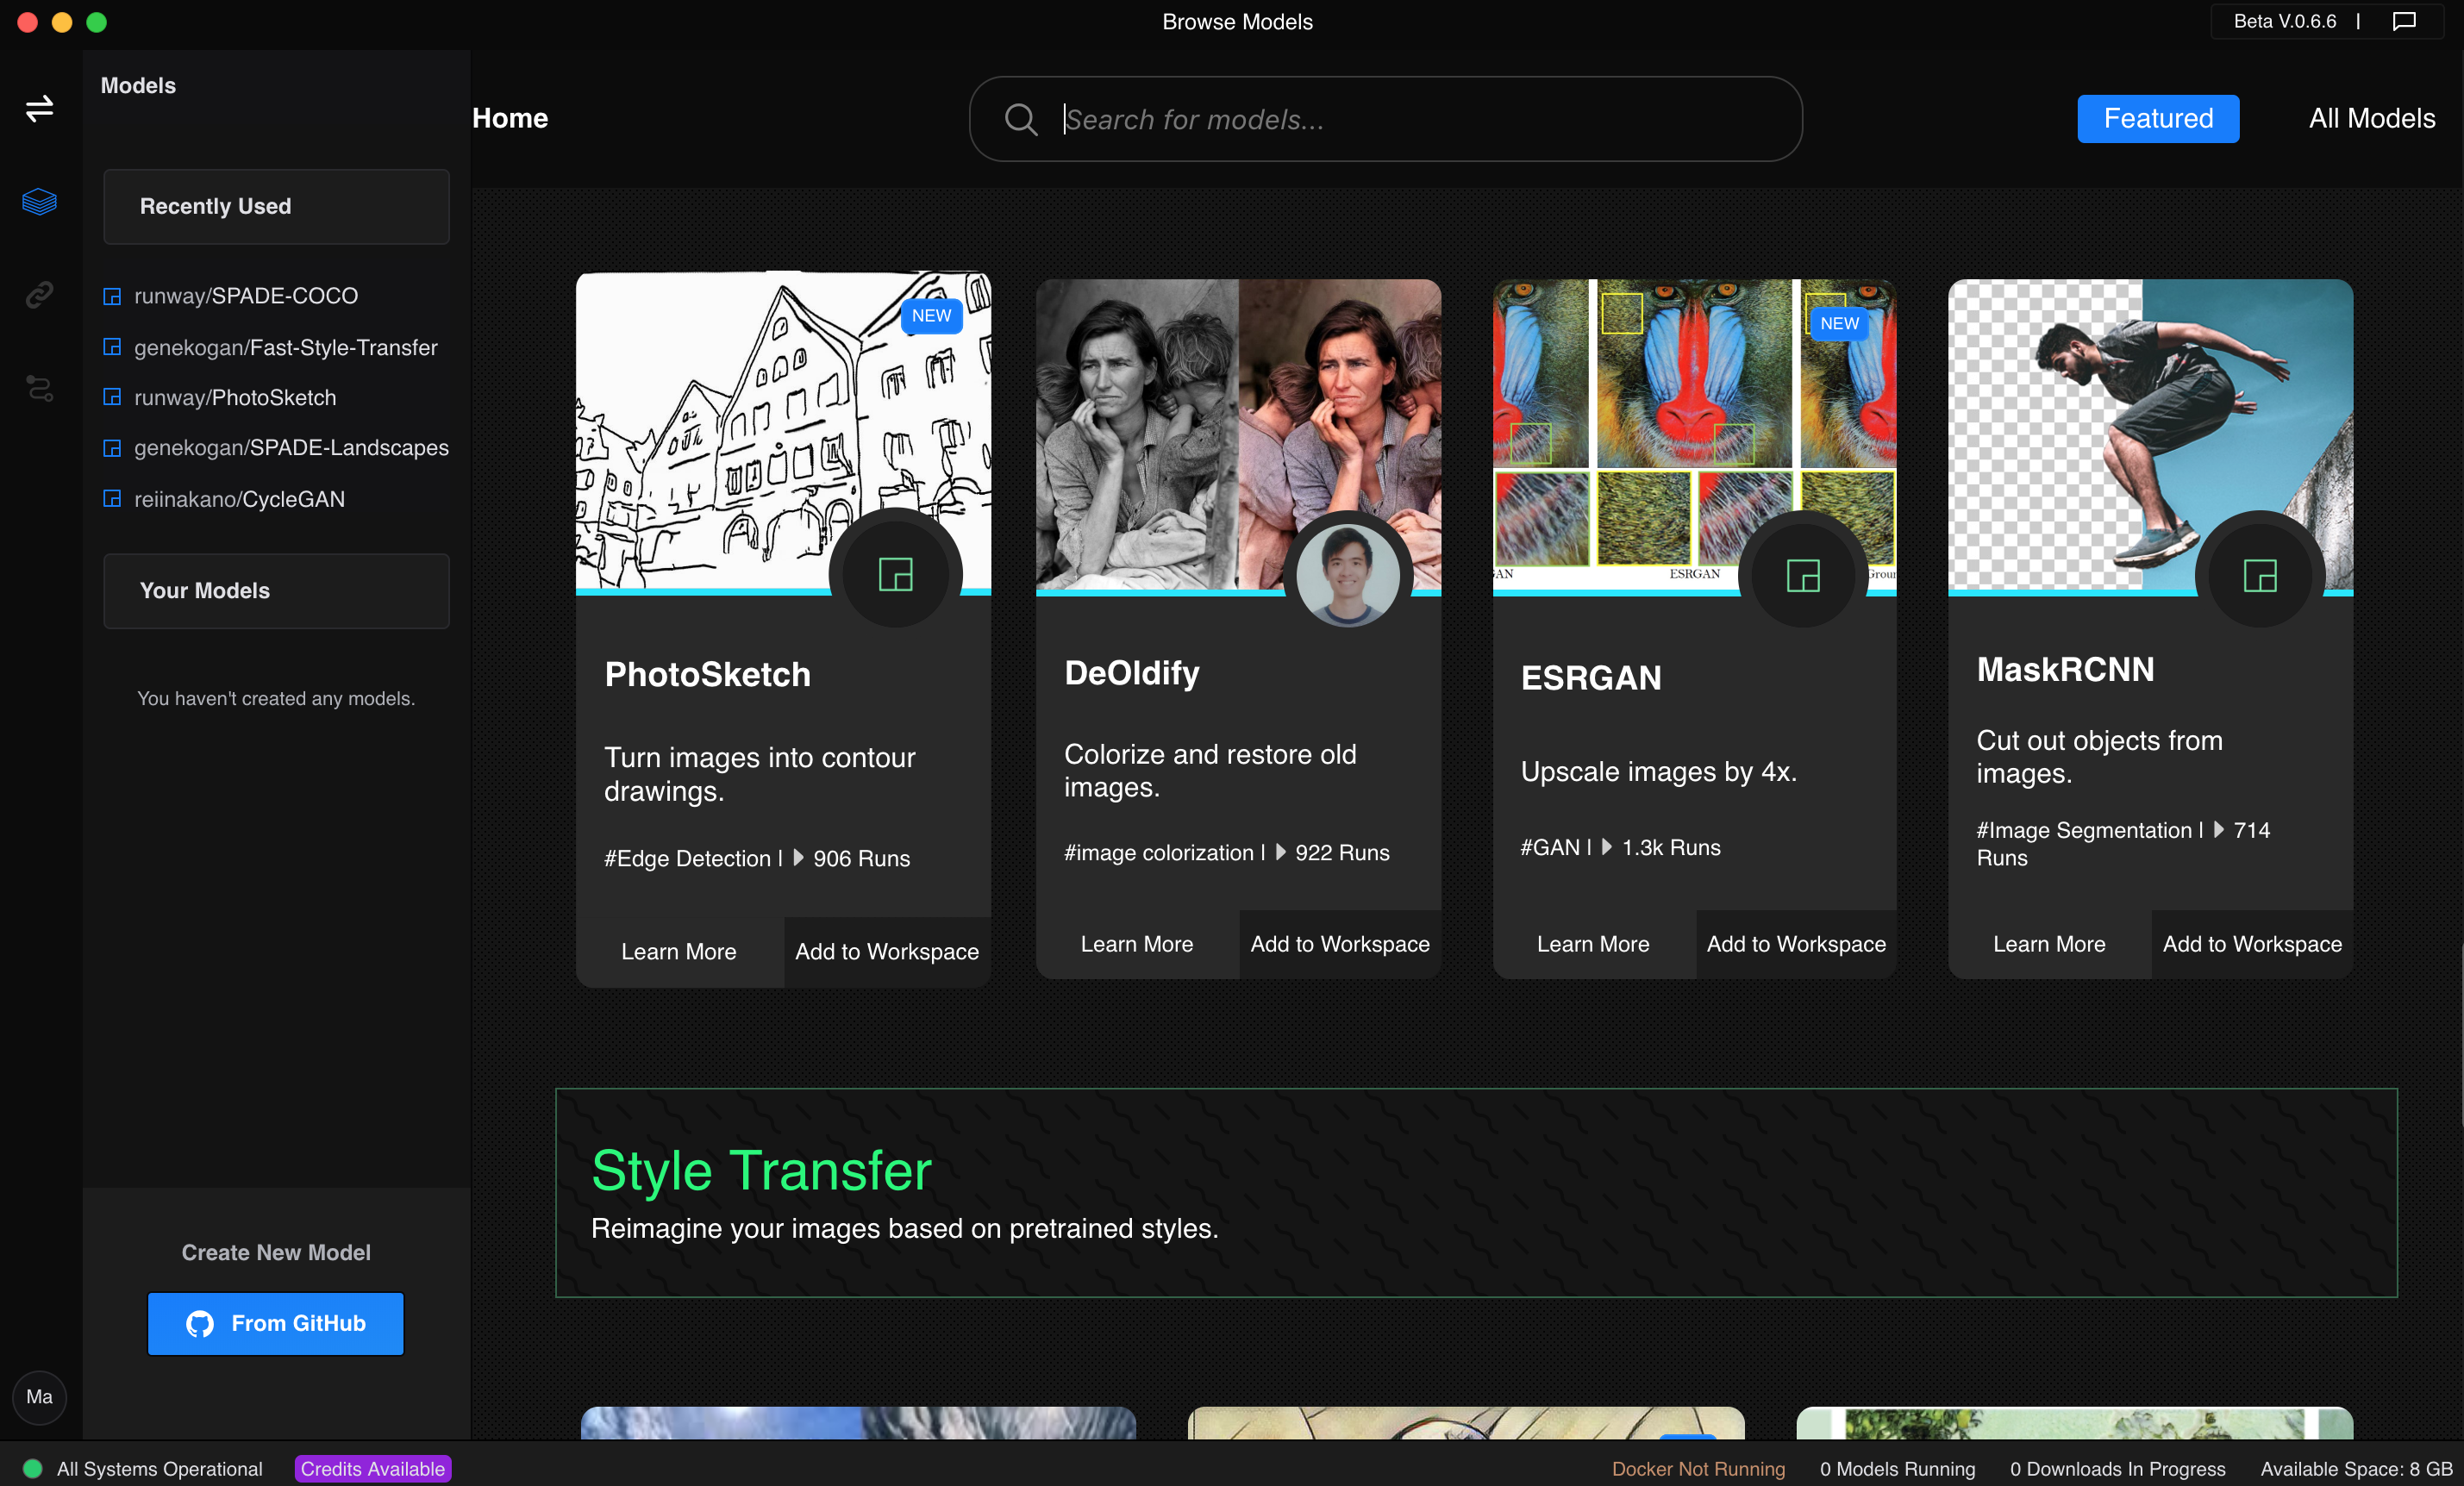 Browse Models
Beta V.0.6.6 |
Models
Home
Search for models...
Featured
All Models
Recently Used
runway/SPADE-COCO
genekogan/Fast-Style-Transfer
runway/PhotoSketch
genekogan/SPADE-Landscapes
reiinakano/CycleGAN
Your Models
You haven't created any models.
Create New Model
From GitHub
Ma
NEW
PhotoSketch
Turn images into contour
drawings.
#Edge Detection | 906 Runs
Learn More
Add to Workspace
DeOldify
Colorize and restore old
images.
#image colorization | 922 Runs
Learn More
Add to Workspace
NEW
GAN
ESRGAN
Groun
ESRGAN
Upscale images by 4x.
#GAN | 1.3k Runs
Learn More
Add to Workspace
MaskRCNN
Cut out objects from
images.
#Image Segmentation | 714
Runs
Learn More
Add to Workspace
Style Transfer
Reimagine your images based on pretrained styles.
All Systems Operational
Credits Available
Docker Not Running
0 Models Running
0 Downloads In Progress
Available Space: 8 GB